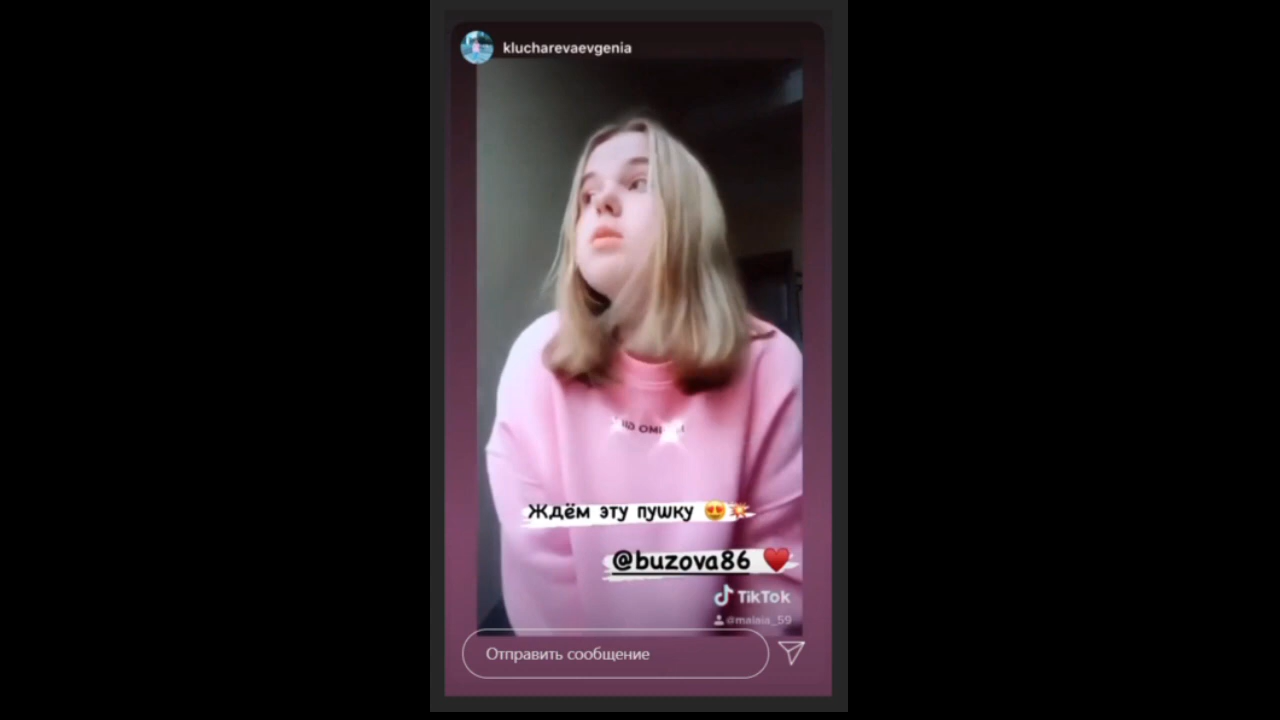 klucharevaevgenia
Ждём эту пушку 😍💥
@buzova86 ❤️
TikTok
@malaia_59
Отправить сообщение